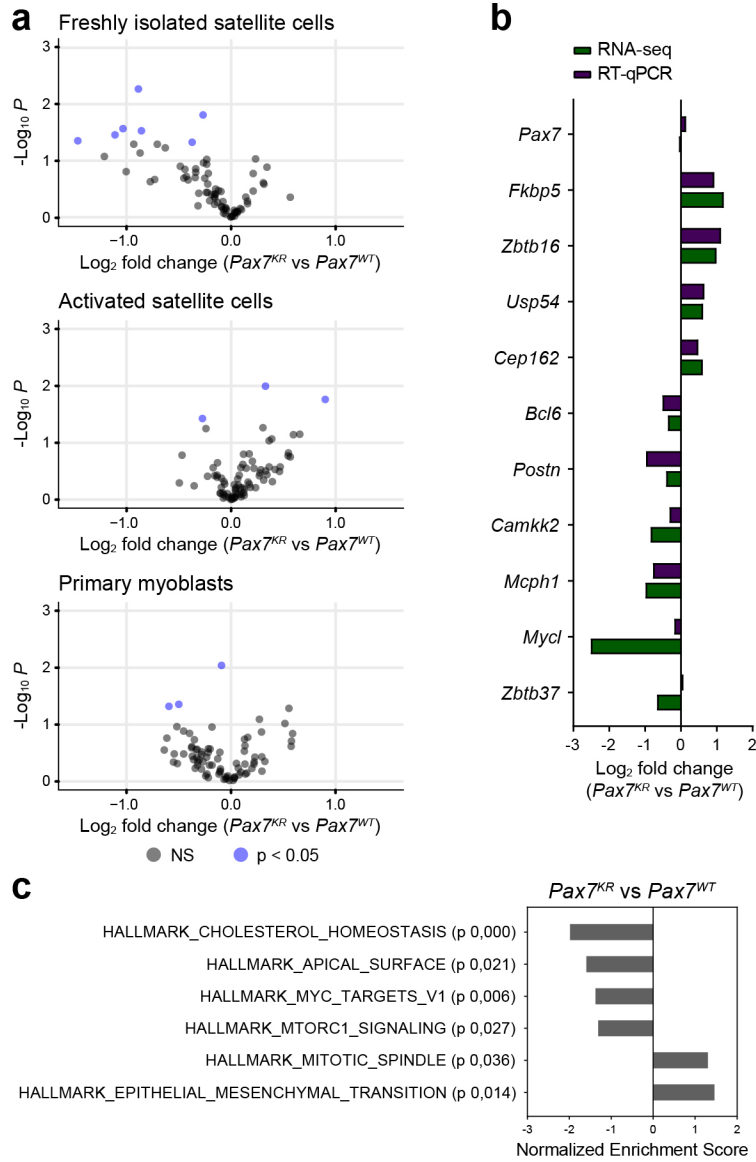 a
Freshly isolated satellite cells
3
2
1
0
-Log10 P
−1.0
0.0
1.0
Log2 fold change (Pax7KR vs Pax7WT)
Activated satellite cells
3
2
1
0
-Log10 P
−1.0
0.0
1.0
Log2 fold change (Pax7KR vs Pax7WT)
Primary myoblasts
3
2
1
0
-Log10 P
−1.0
0.0
1.0
Log2 fold change (Pax7KR vs Pax7WT)
NS
p < 0.05
b
RNA-seq
RT-qPCR
Pax7
Fkbp5
Zbtb16
Usp54
Cep162
Bcl6
Postn
Camkk2
Mcph1
Mycl
Zbtb37
-3 -2 -1 0 1 2
Log2 fold change
(Pax7KR vs Pax7WT)
c
Pax7KR vs Pax7WT
HALLMARK_CHOLESTEROL_HOMEOSTASIS (p 0,000)
HALLMARK_APICAL_SURFACE (p 0,021)
HALLMARK_MYC_TARGETS_V1 (p 0,006)
HALLMARK_MTORC1_SIGNALING (p 0,027)
HALLMARK_MITOTIC_SPINDLE (p 0,036)
HALLMARK_EPITHELIAL_MESENCHYMAL_TRANSITION (p 0,014)
-3 -2 -1 0 1 2
Normalized Enrichment Score